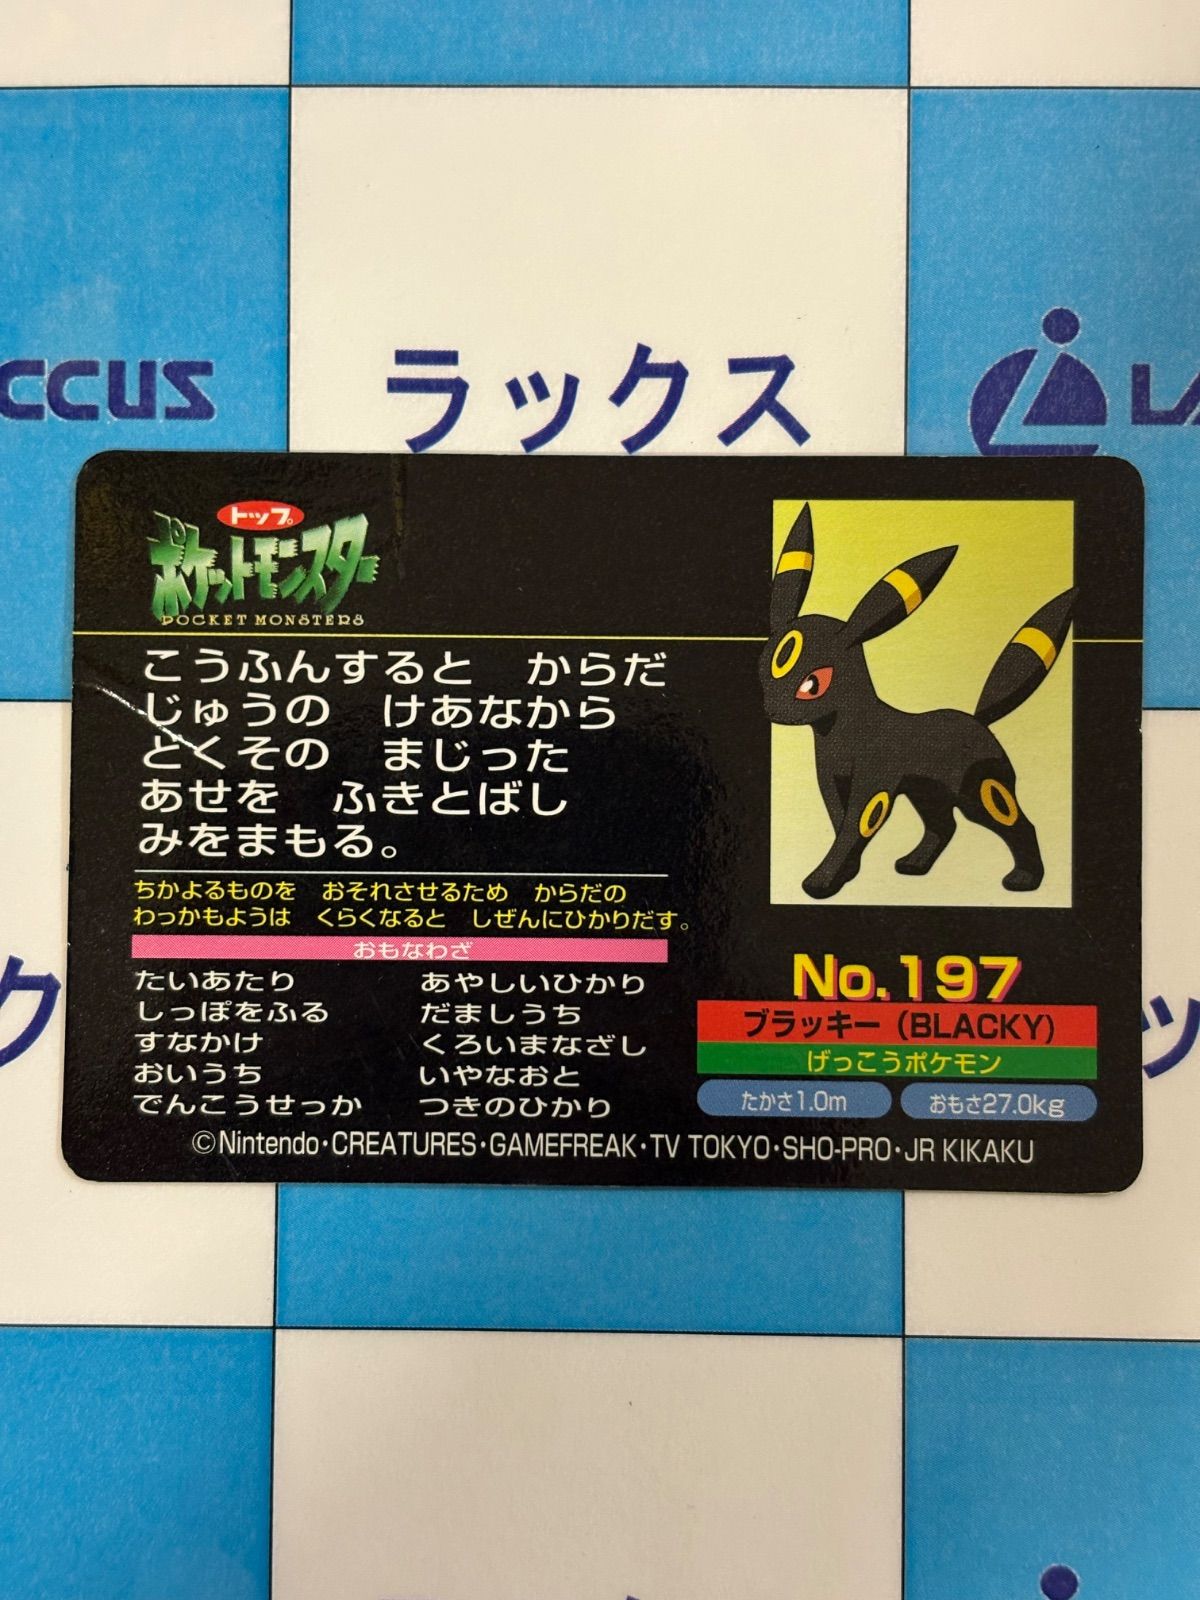 CCUS
ラックス
LA
トップ
ポケットモンスター
POCKET MONSTERS
こうふんすると　からだ
じゅうの　けあなから
どくその　まじった
あせを　ふきとばし
みをまもる。
ちかよるものを　おそれさせるため　からだの
わっかもようは　くらくなると　しぜんにひかりだす。
おもなわざ
たいあたり
しっぽをふる
すなかけ
おいうち
でんこうせっか
あやしいひかり
だましうち
くろいまなざし
いやなおと
つきのひかり
No.197
ブラッキー（BLACKY）
げっこうポケモン
たかさ1.0m
おもさ27.0kg
©Nintendo・CREATURES・GAMEFREAK・TV TOKYO・SHO-PRO・JR KIKAKU
ク
ッ